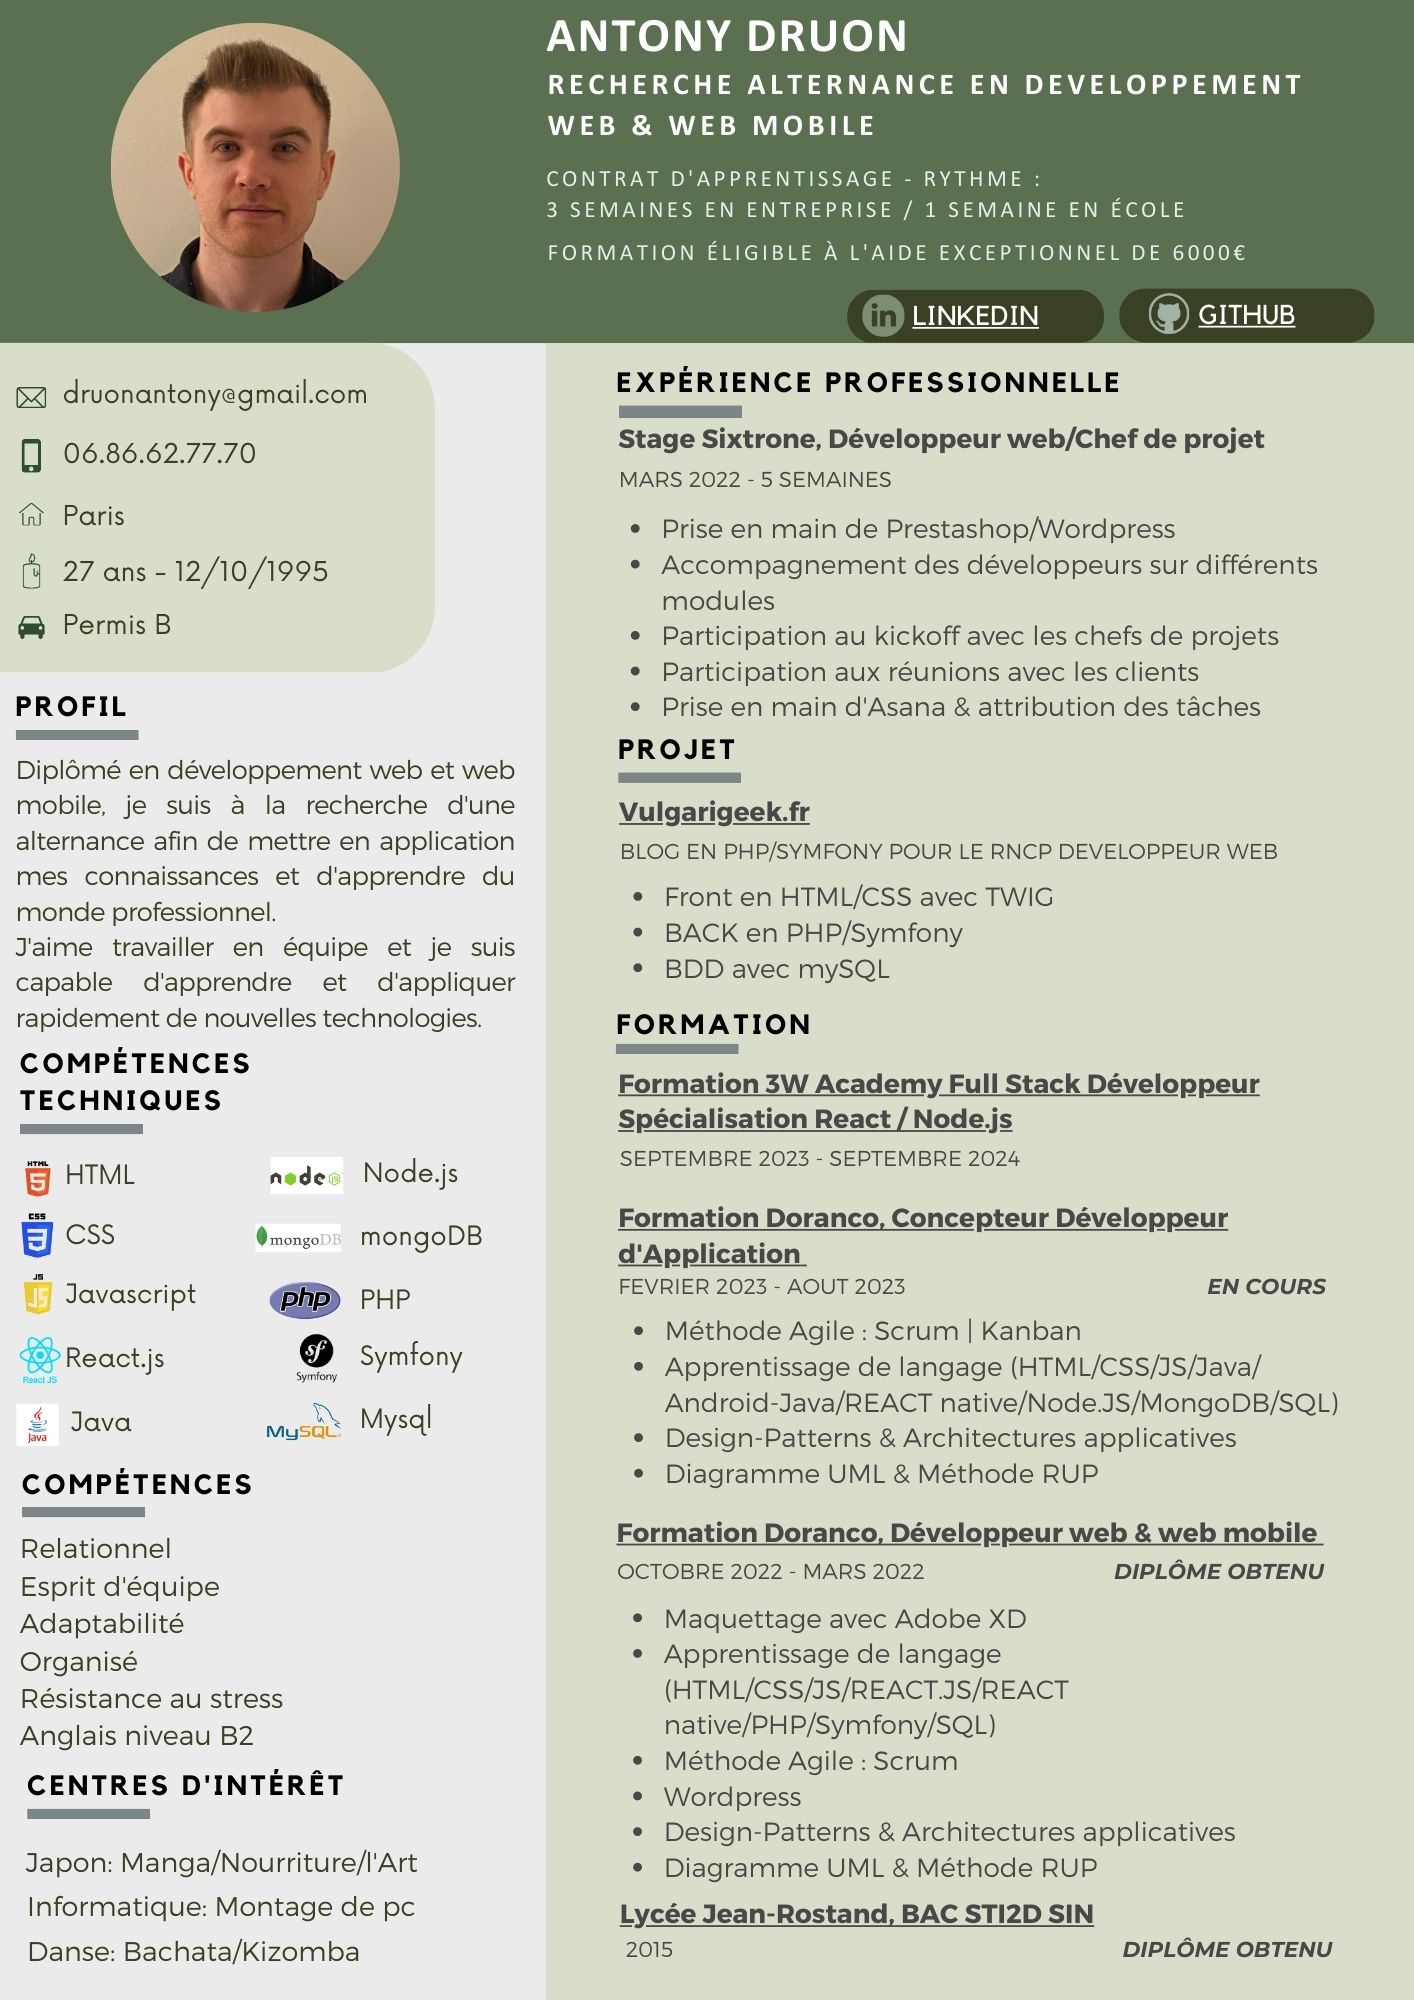 ANTONY DRUON
RECHERCHE ALTERNANCE EN DEVELOPPEMENT
WEB & WEB MOBILE
CONTRAT D'APPRENTISSAGE - RYTHME :
3 SEMAINES EN ENTREPRISE / 1 SEMAINE EN ÉCOLE
FORMATION ÉLIGIBLE À L'AIDE EXCEPTIONNEL DE 6000€
in LINKEDIN
GITHUB
druonantony@gmail.com
06.86.62.77.70
Paris
27 ans - 12/10/1995
Permis B
PROFIL
Diplômé en développement web et web
mobile, je suis à la recherche d'une
alternance afin de mettre en application
mes connaissances et d'apprendre du
monde professionnel.
J'aime travailler en équipe et je suis
capable d'apprendre et d'appliquer
rapidement de nouvelles technologies.
COMPÉTENCES
TECHNIQUES
HTML 5 HTML
node JS Node.js
CSS 3 CSS
mongoDB mongoDB
JS JS Javascript
php PHP
React JS React.js
sf Symfony Symfony
Java Java
MySQL Mysql
COMPÉTENCES
Relationnel
Esprit d'équipe
Adaptabilité
Organisé
Résistance au stress
Anglais niveau B2
CENTRES D'INTÉRÊT
Japon: Manga/Nourriture/l'Art
Informatique: Montage de pc
Danse: Bachata/Kizomba
EXPÉRIENCE PROFESSIONNELLE
Stage Sixtrone, Développeur web/Chef de projet
MARS 2022 - 5 SEMAINES
• Prise en main de Prestashop/Wordpress
• Accompagnement des développeurs sur différents
modules
• Participation au kickoff avec les chefs de projets
• Participation aux réunions avec les clients
• Prise en main d'Asana & attribution des tâches
PROJET
Vulgarigeek.fr
BLOG EN PHP/SYMFONY POUR LE RNCP DEVELOPPEUR WEB
• Front en HTML/CSS avec TWIG
• BACK en PHP/Symfony
• BDD avec mySQL
FORMATION
Formation 3W Academy Full Stack Développeur
Spécialisation React / Node.js
SEPTEMBRE 2023 - SEPTEMBRE 2024
Formation Doranco, Concepteur Développeur
d'Application
FEVRIER 2023 - AOUT 2023 EN COURS
• Méthode Agile : Scrum | Kanban
• Apprentissage de langage (HTML/CSS/JS/Java/
Android-Java/REACT native/Node.JS/MongoDB/SQL)
• Design-Patterns & Architectures applicatives
• Diagramme UML & Méthode RUP
Formation Doranco, Développeur web & web mobile
OCTOBRE 2022 - MARS 2022 DIPLÔME OBTENU
• Maquettage avec Adobe XD
• Apprentissage de langage
(HTML/CSS/JS/REACT.JS/REACT
native/PHP/Symfony/SQL)
• Méthode Agile : Scrum
• Wordpress
• Design-Patterns & Architectures applicatives
• Diagramme UML & Méthode RUP
Lycée Jean-Rostand, BAC STI2D SIN
2015 DIPLÔME OBTENU